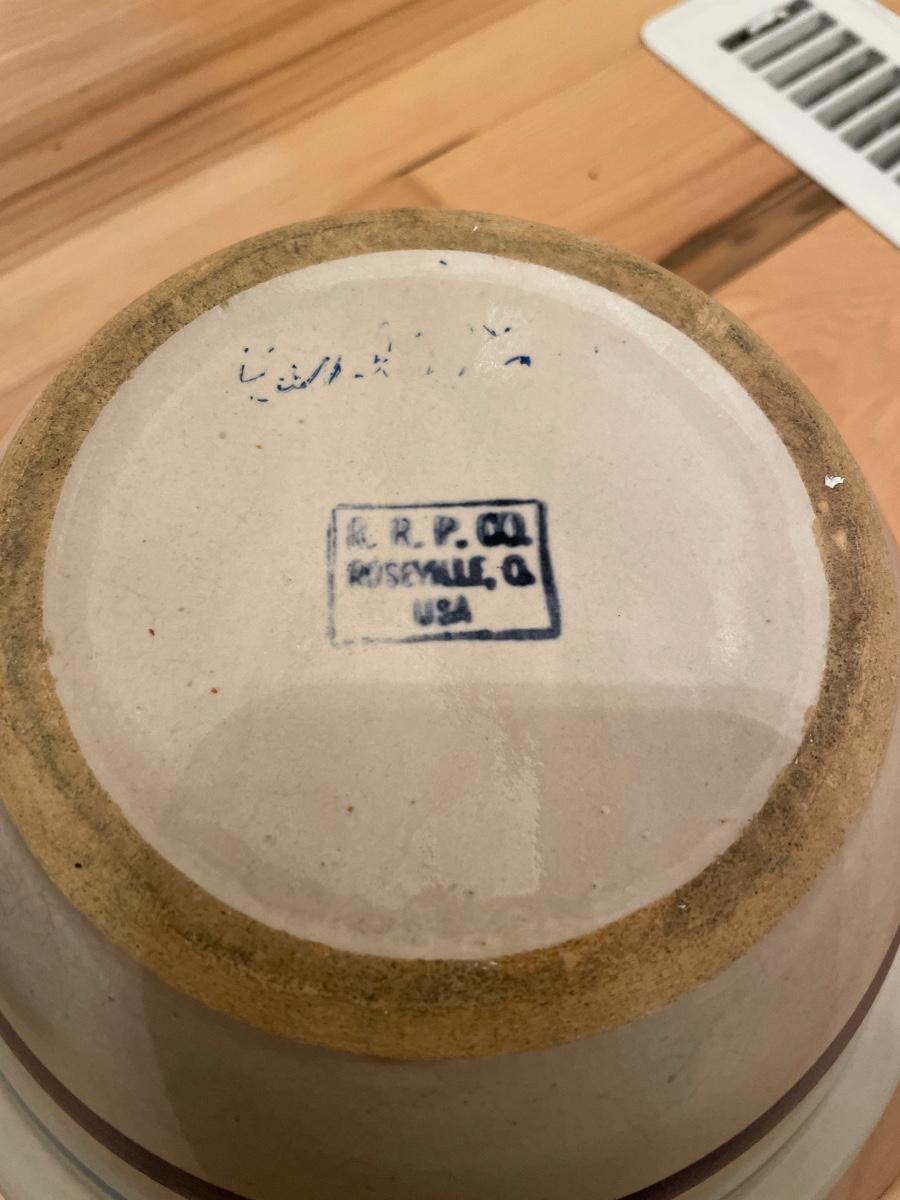 R. R. P. CO.
ROSEVILLE, O.
USA